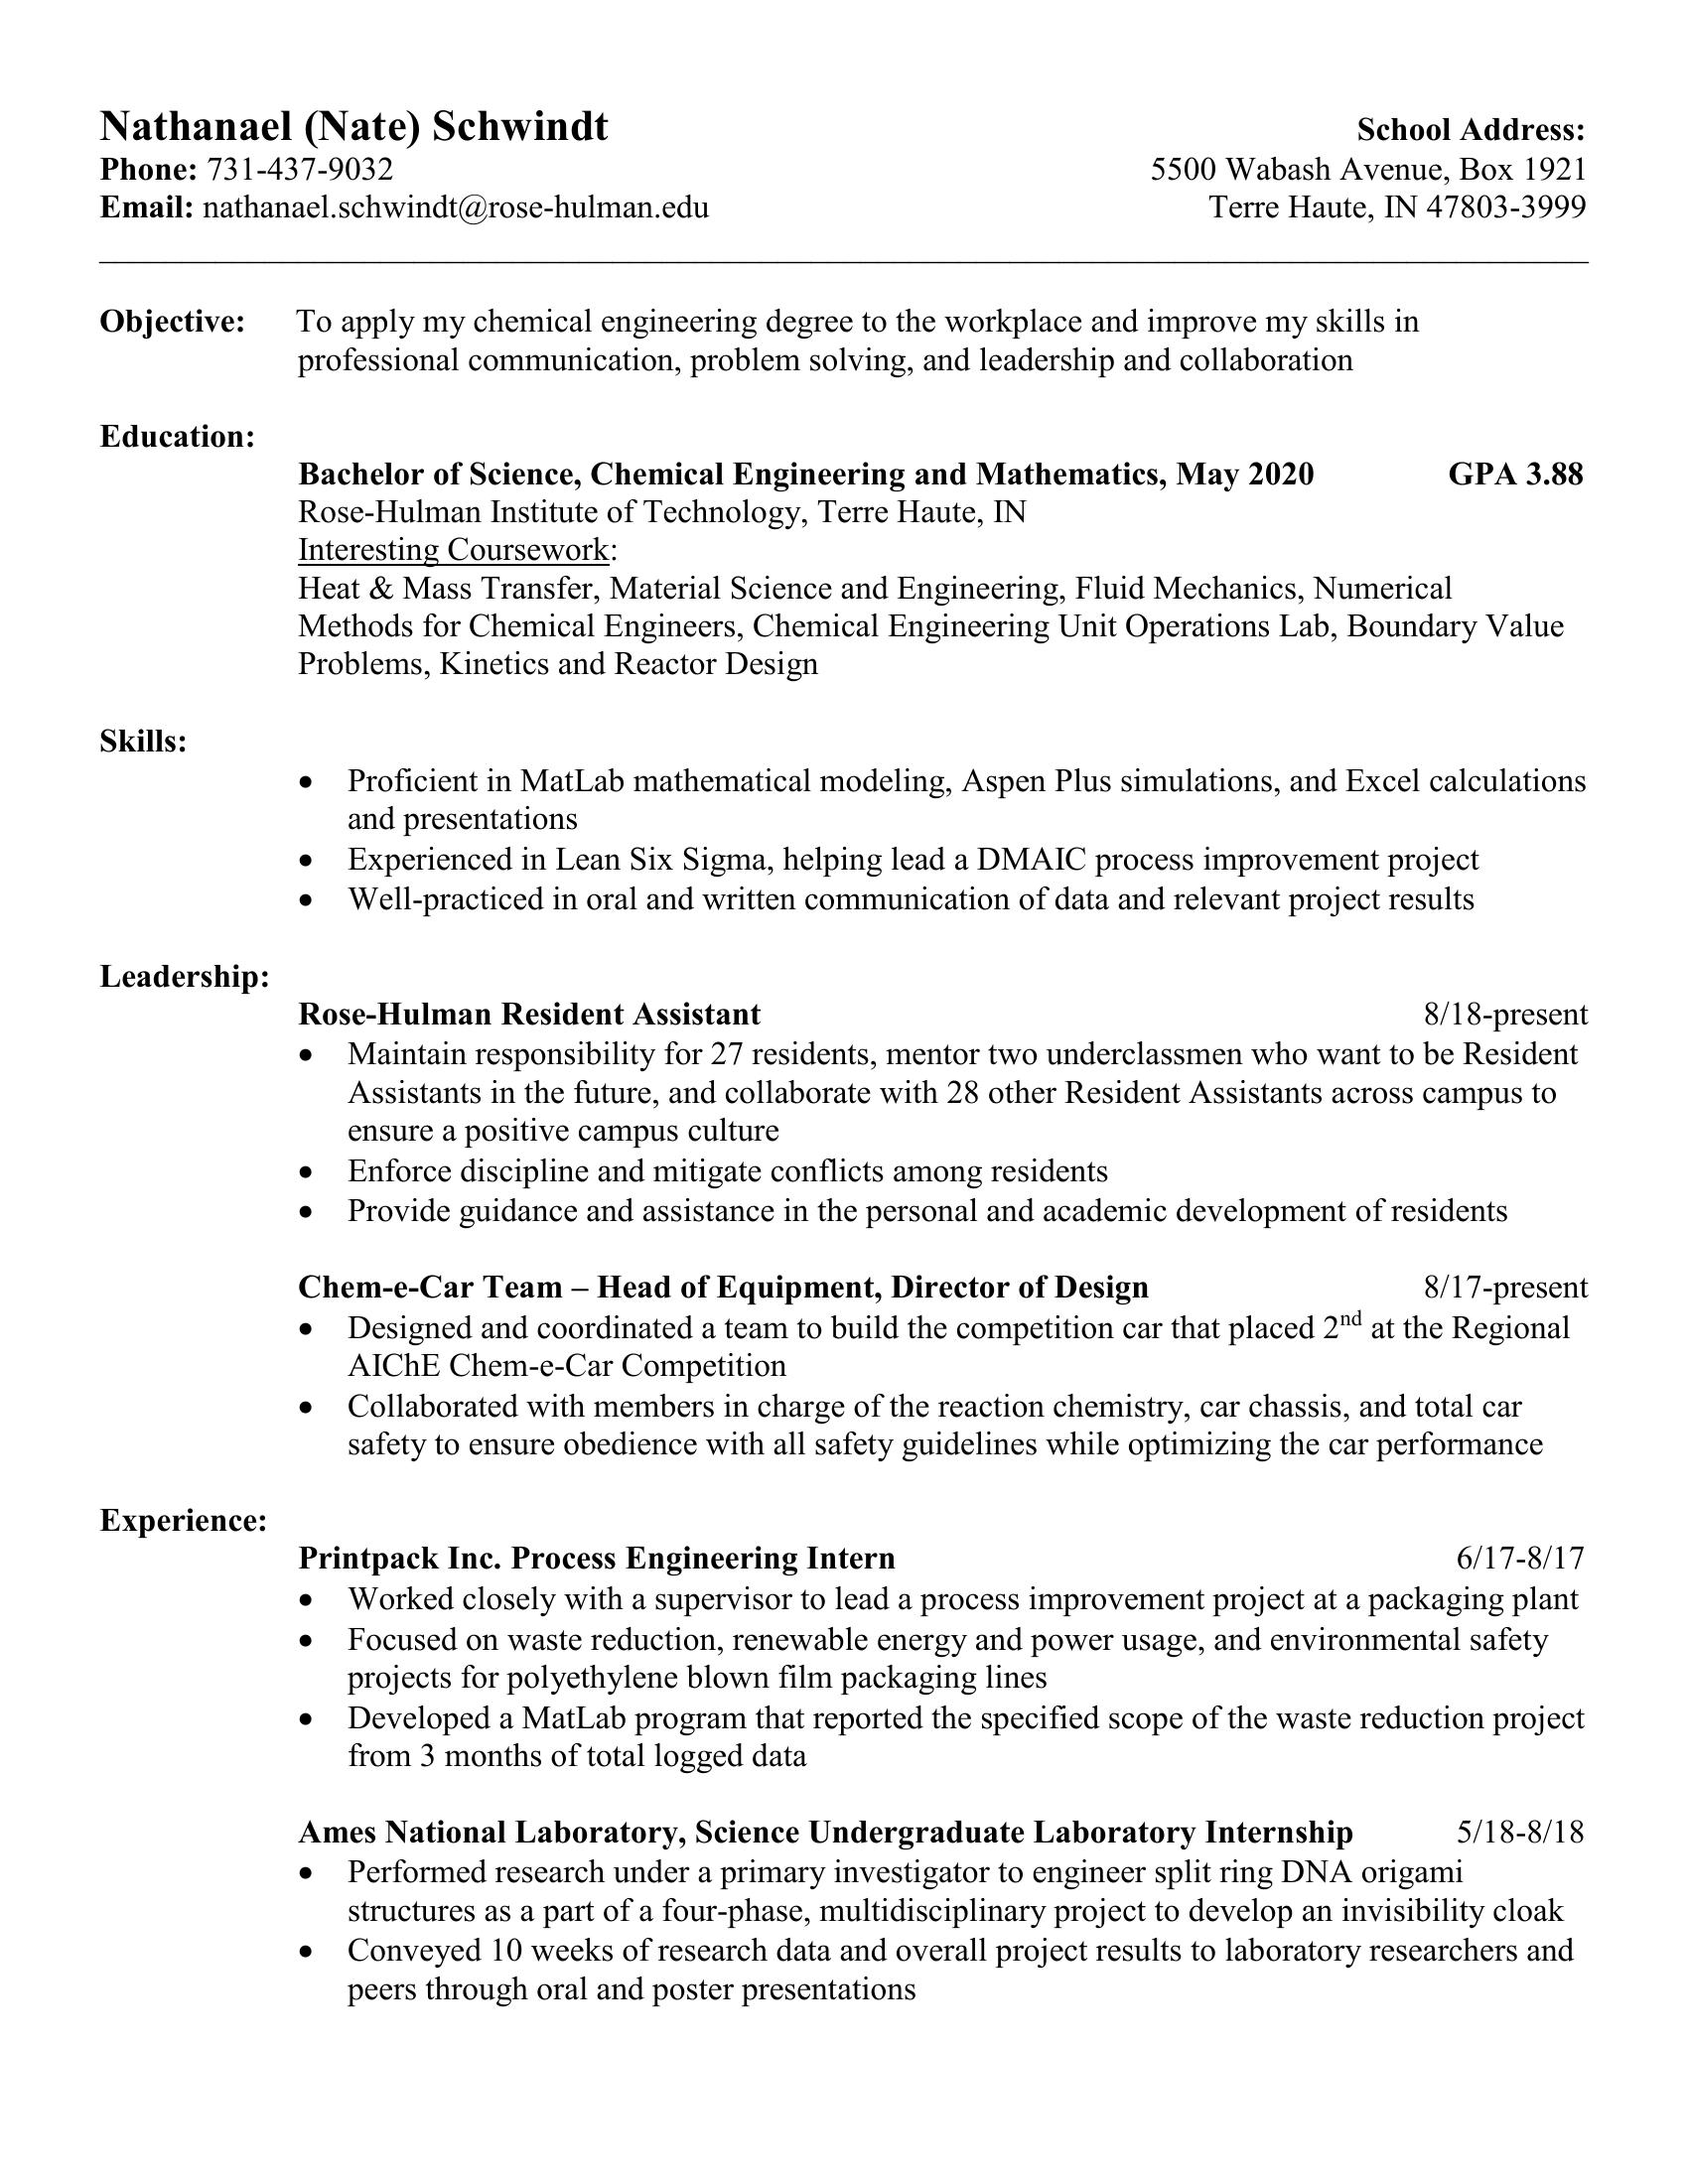 Nathanael (Nate) Schwindt School Address:
Phone: 731-437-9032 5500 Wabash Avenue, Box 1921
Email: nathanael.schwindt@rose-hulman.edu Terre Haute, IN 47803-3999
Objective: To apply my chemical engineering degree to the workplace and improve my skills in
professional communication, problem solving, and leadership and collaboration
Education:
Bachelor of Science, Chemical Engineering and Mathematics, May 2020 GPA 3.88
Rose-Hulman Institute of Technology, Terre Haute, IN
Interesting Coursework:
Heat & Mass Transfer, Material Science and Engineering, Fluid Mechanics, Numerical
Methods for Chemical Engineers, Chemical Engineering Unit Operations Lab, Boundary Value
Problems, Kinetics and Reactor Design
Skills:
• Proficient in MatLab mathematical modeling, Aspen Plus simulations, and Excel calculations
and presentations
• Experienced in Lean Six Sigma, helping lead a DMAIC process improvement project
• Well-practiced in oral and written communication of data and relevant project results
Leadership:
Rose-Hulman Resident Assistant 8/18-present
• Maintain responsibility for 27 residents, mentor two underclassmen who want to be Resident
Assistants in the future, and collaborate with 28 other Resident Assistants across campus to
ensure a positive campus culture
• Enforce discipline and mitigate conflicts among residents
• Provide guidance and assistance in the personal and academic development of residents
Chem-e-Car Team – Head of Equipment, Director of Design 8/17-present
• Designed and coordinated a team to build the competition car that placed 2nd at the Regional
AIChE Chem-e-Car Competition
• Collaborated with members in charge of the reaction chemistry, car chassis, and total car
safety to ensure obedience with all safety guidelines while optimizing the car performance
Experience:
Printpack Inc. Process Engineering Intern 6/17-8/17
• Worked closely with a supervisor to lead a process improvement project at a packaging plant
• Focused on waste reduction, renewable energy and power usage, and environmental safety
projects for polyethylene blown film packaging lines
• Developed a MatLab program that reported the specified scope of the waste reduction project
from 3 months of total logged data
Ames National Laboratory, Science Undergraduate Laboratory Internship 5/18-8/18
• Performed research under a primary investigator to engineer split ring DNA origami
structures as a part of a four-phase, multidisciplinary project to develop an invisibility cloak
• Conveyed 10 weeks of research data and overall project results to laboratory researchers and
peers through oral and poster presentations